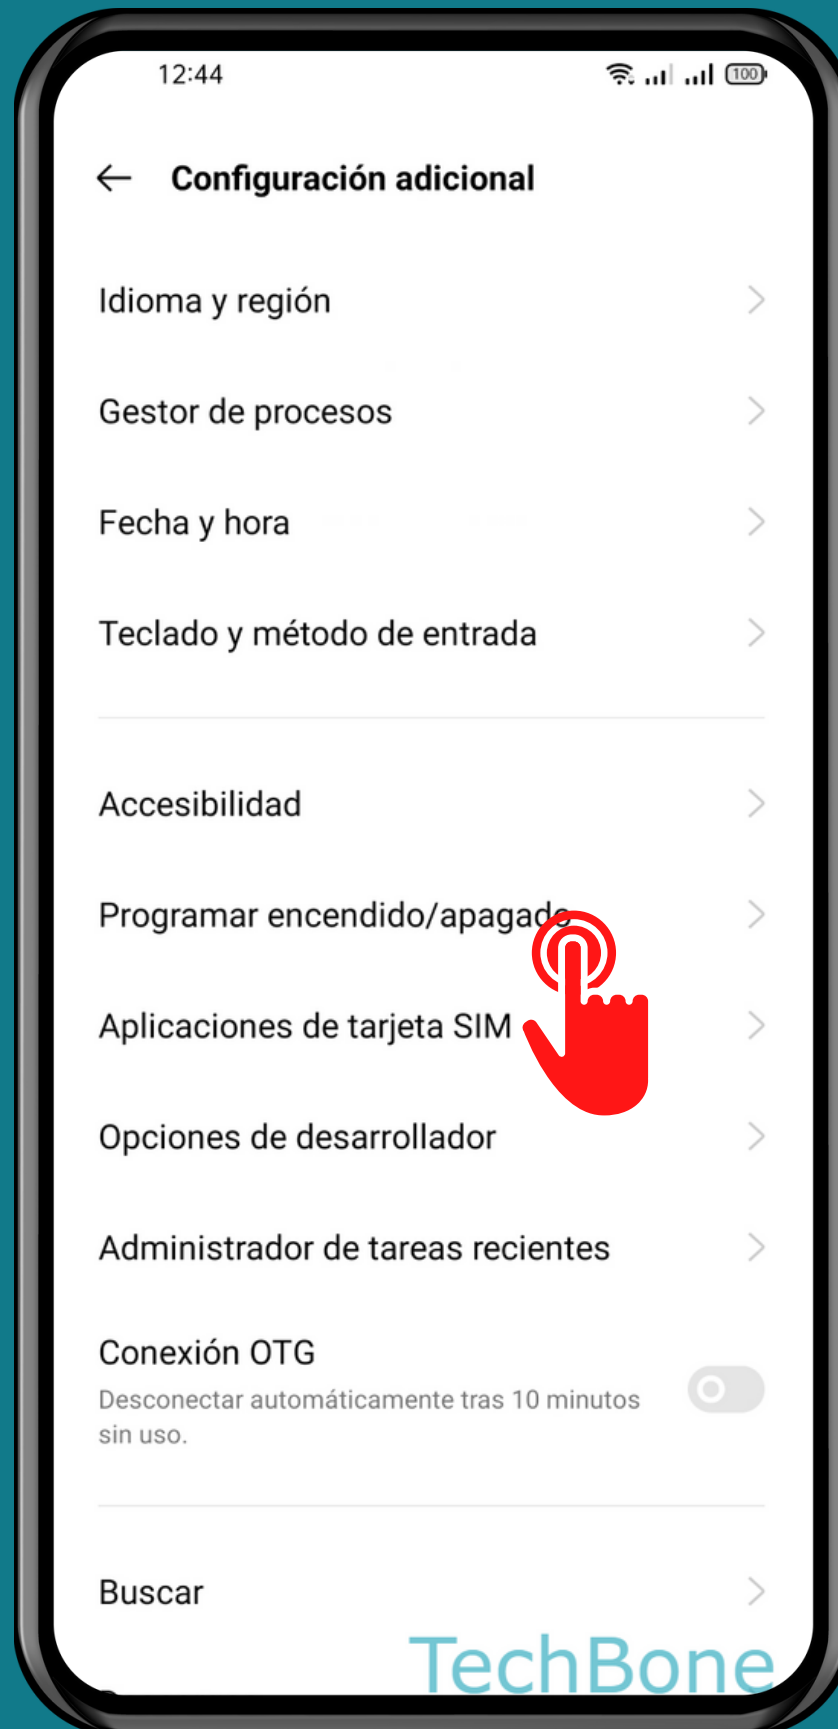 12:44
100
Configuración adicional
Idioma y región
Gestor de procesos
Fecha y hora
Teclado y método de entrada
Accesibilidad
Programar encendido/apagado
Aplicaciones de tarjeta SIM
Opciones de desarrollador
Administrador de tareas recientes
Conexión OTG
Desconectar automáticamente tras 10 minutos
sin uso.
Buscar
TechBone